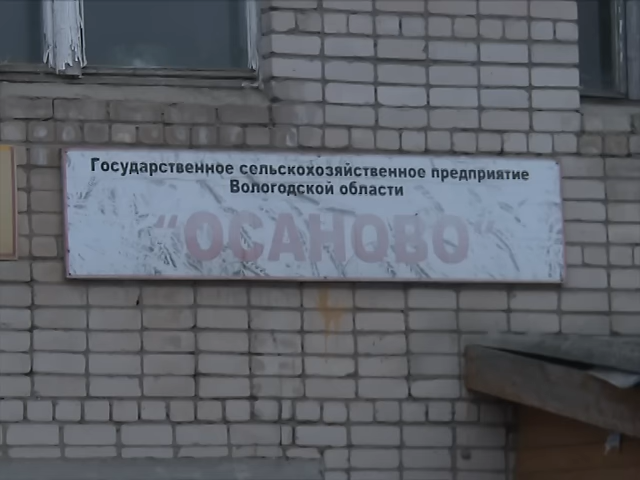 Государственное сельскохозяйственное предприятие
Вологодской области
“ОСАНОВО”